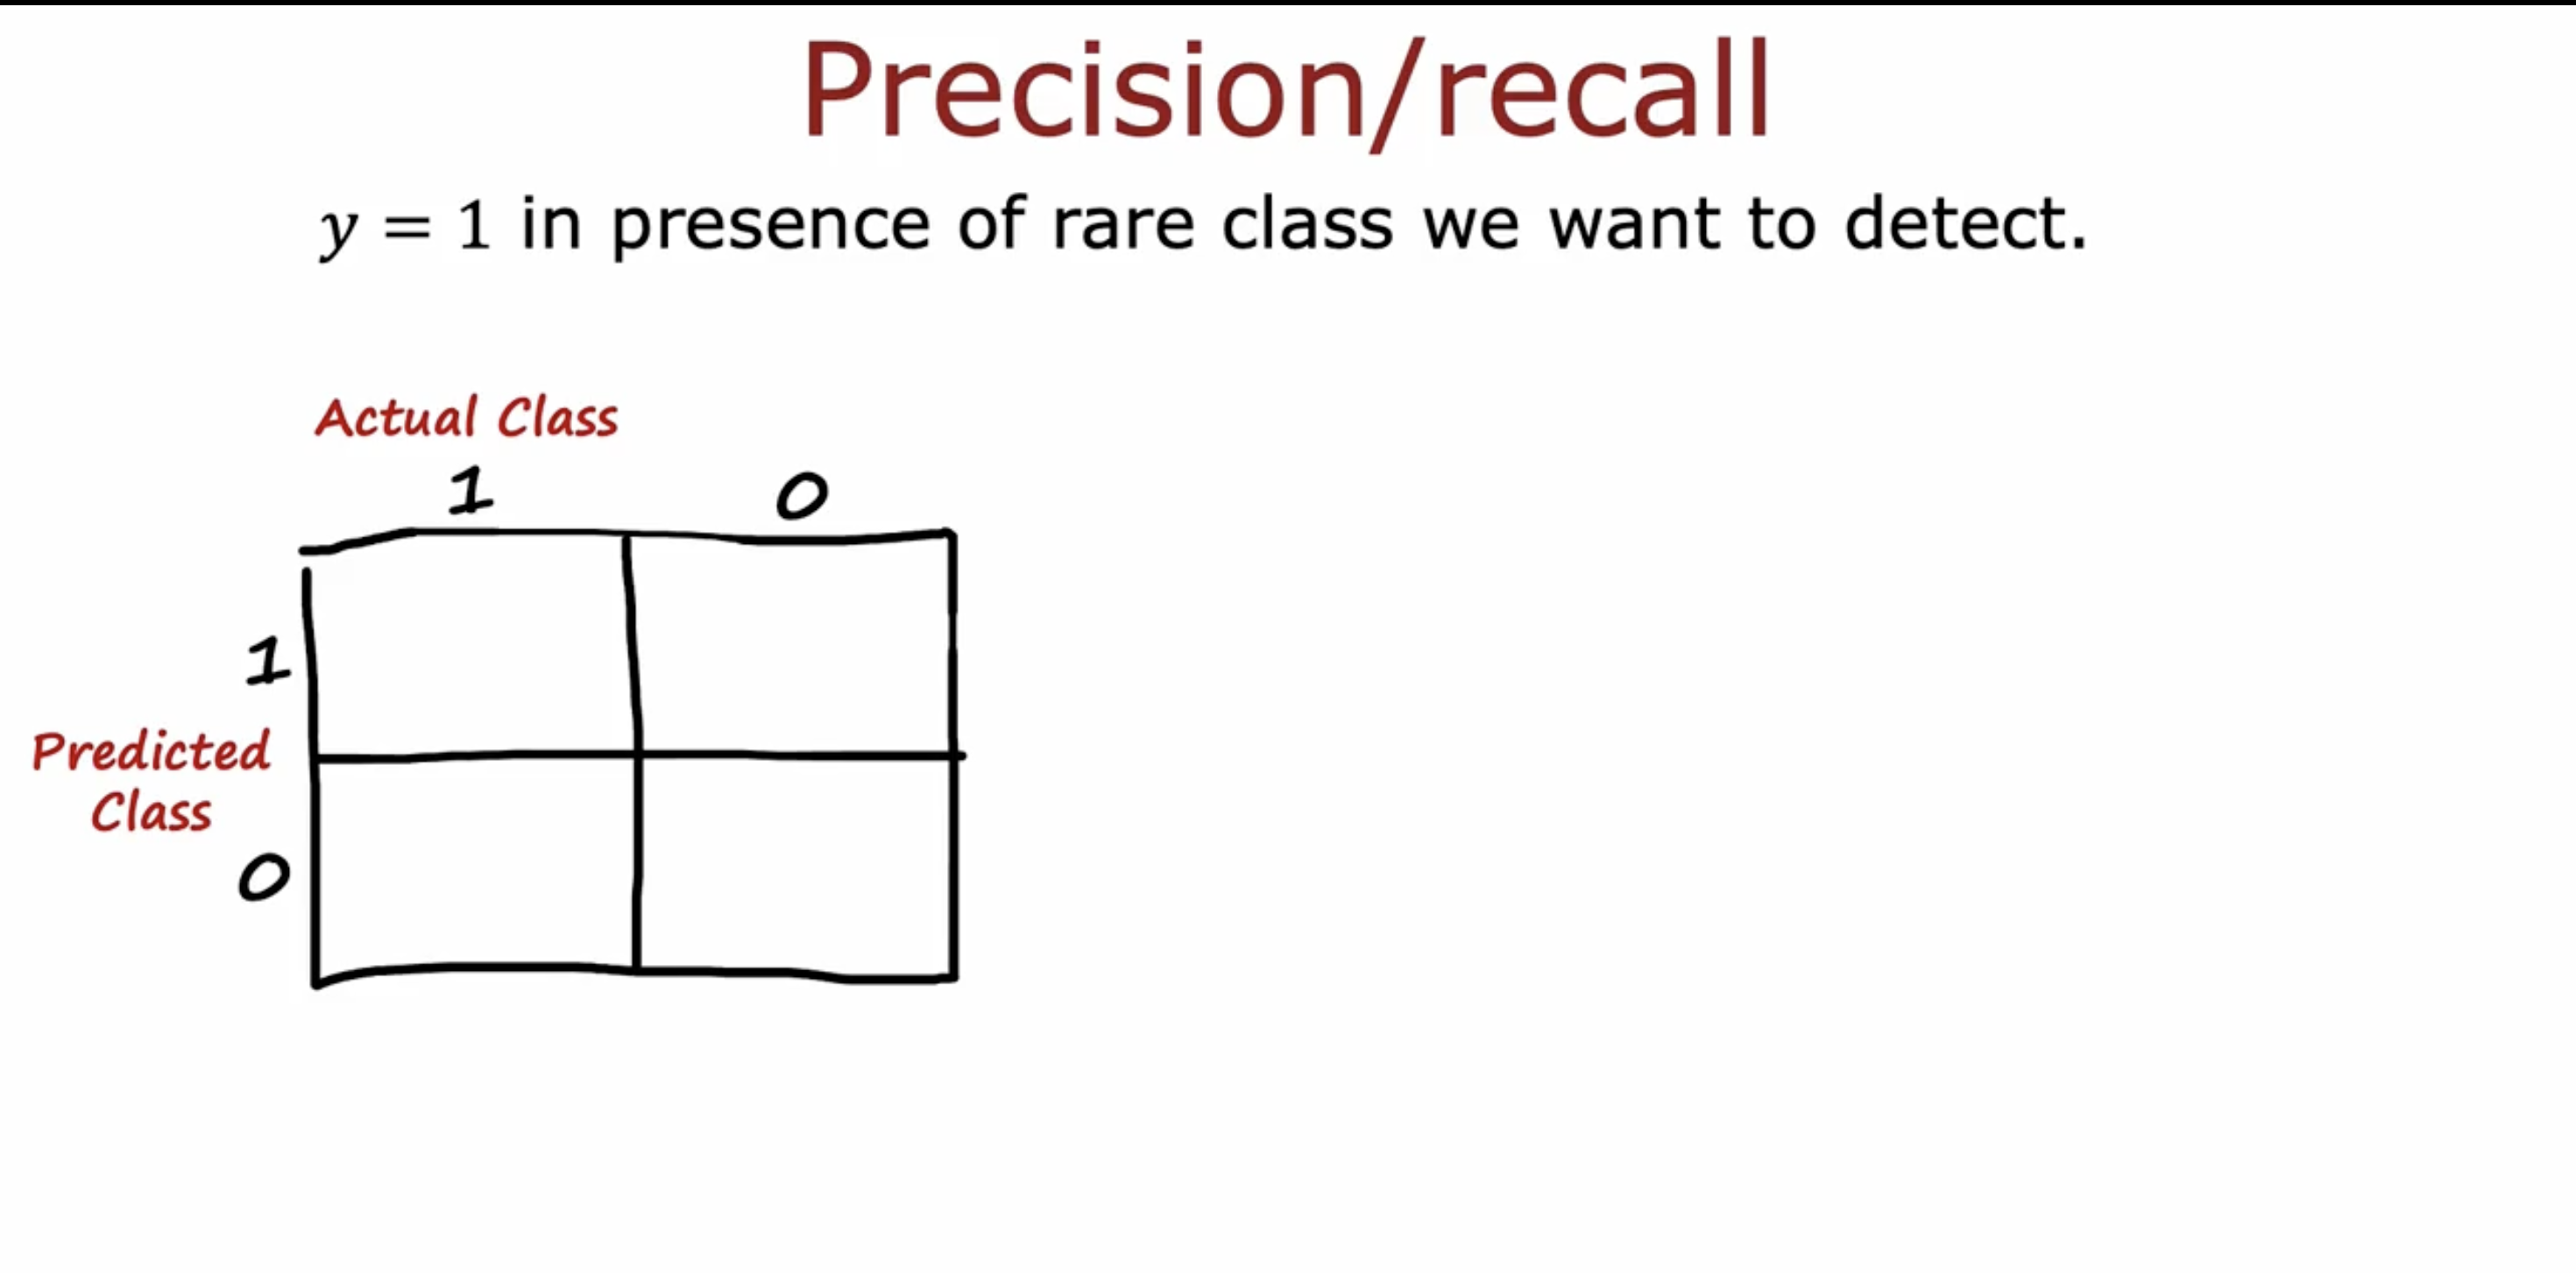 Precision/recall
y = 1 in presence of rare class we want to detect.
Actual Class
1 0
1
Predicted
Class
0